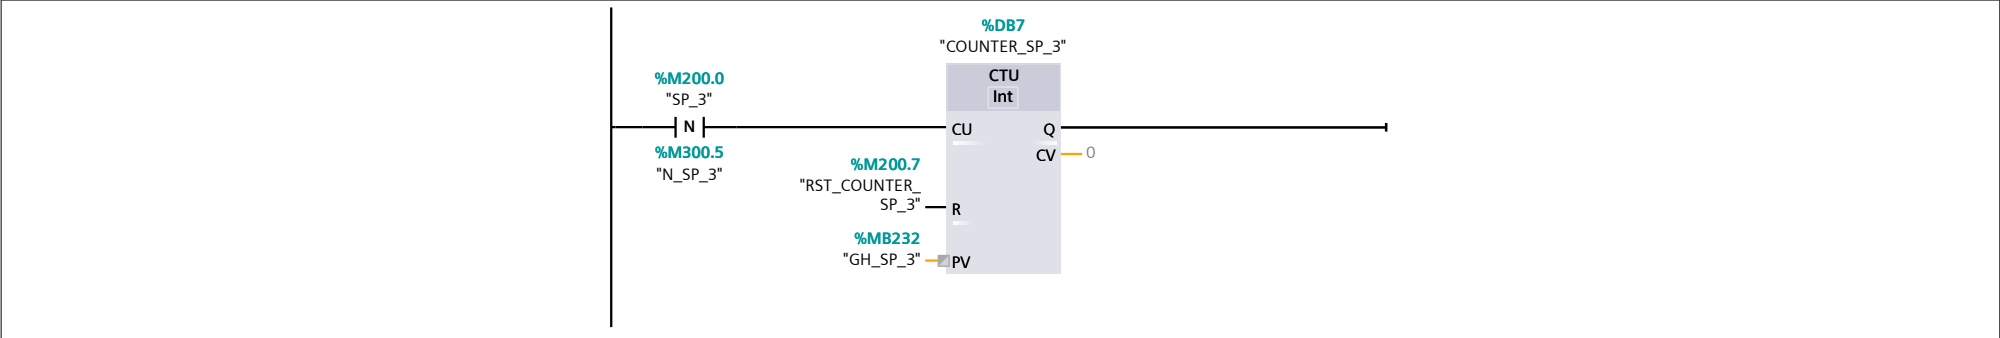 %DB7
"COUNTER_SP_3"
%M200.0
"SP_3"
CTU
Int
N
CU
Q
%M300.5
"N_SP_3"
CV
0
%M200.7
"RST_COUNTER_
SP_3"
R
%MB232
"GH_SP_3"
PV